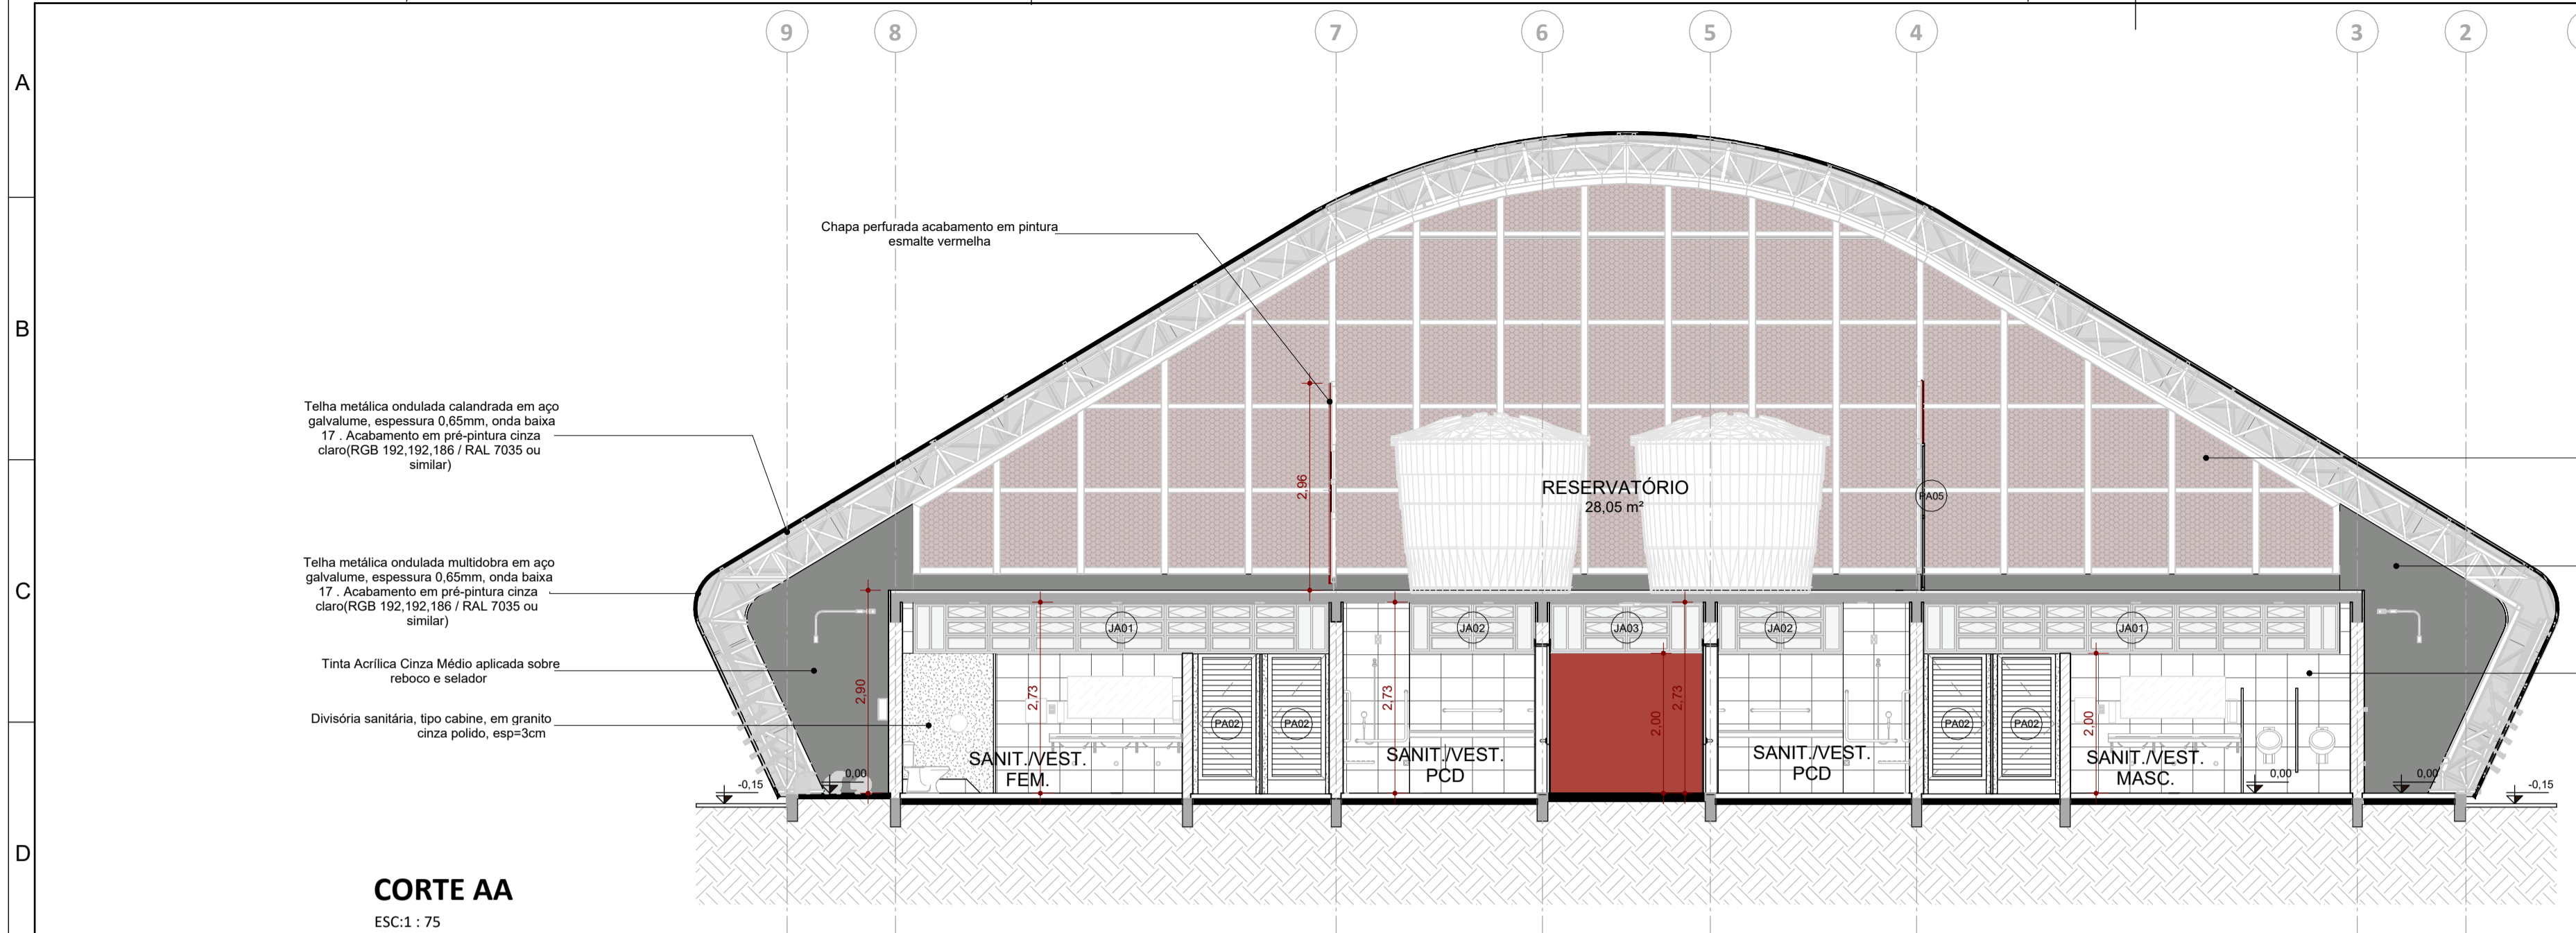 9 8 7 6 5 4 3 2
A
B
C
D
Chapa perfurada acabamento em pintura
esmalte vermelha
Telha metálica ondulada calandrada em aço
galvalume, espessura 0,65mm, onda baixa
17 . Acabamento em pré-pintura cinza
claro(RGB 192,192,186 / RAL 7035 ou
similar)
Telha metálica ondulada multidobra em aço
galvalume, espessura 0,65mm, onda baixa
17 . Acabamento em pré-pintura cinza
claro(RGB 192,192,186 / RAL 7035 ou
similar)
Tinta Acrílica Cinza Médio aplicada sobre
reboco e selador
Divisória sanitária, tipo cabine, em granito
cinza polido, esp=3cm
2,96
RESERVATÓRIO
28,05 m²
PA05
JA01
JA02
JA03
JA02
JA01
2,90
2,73
2,73
2,00
2,73
2,00
PA02
PA02
PA02
PA02
SANIT./VEST.
FEM.
SANIT./VEST.
PCD
SANIT./VEST.
PCD
SANIT./VEST.
MASC.
-0,15
0,00
0,00
0,00
-0,15
CORTE AA
ESC:1 : 75